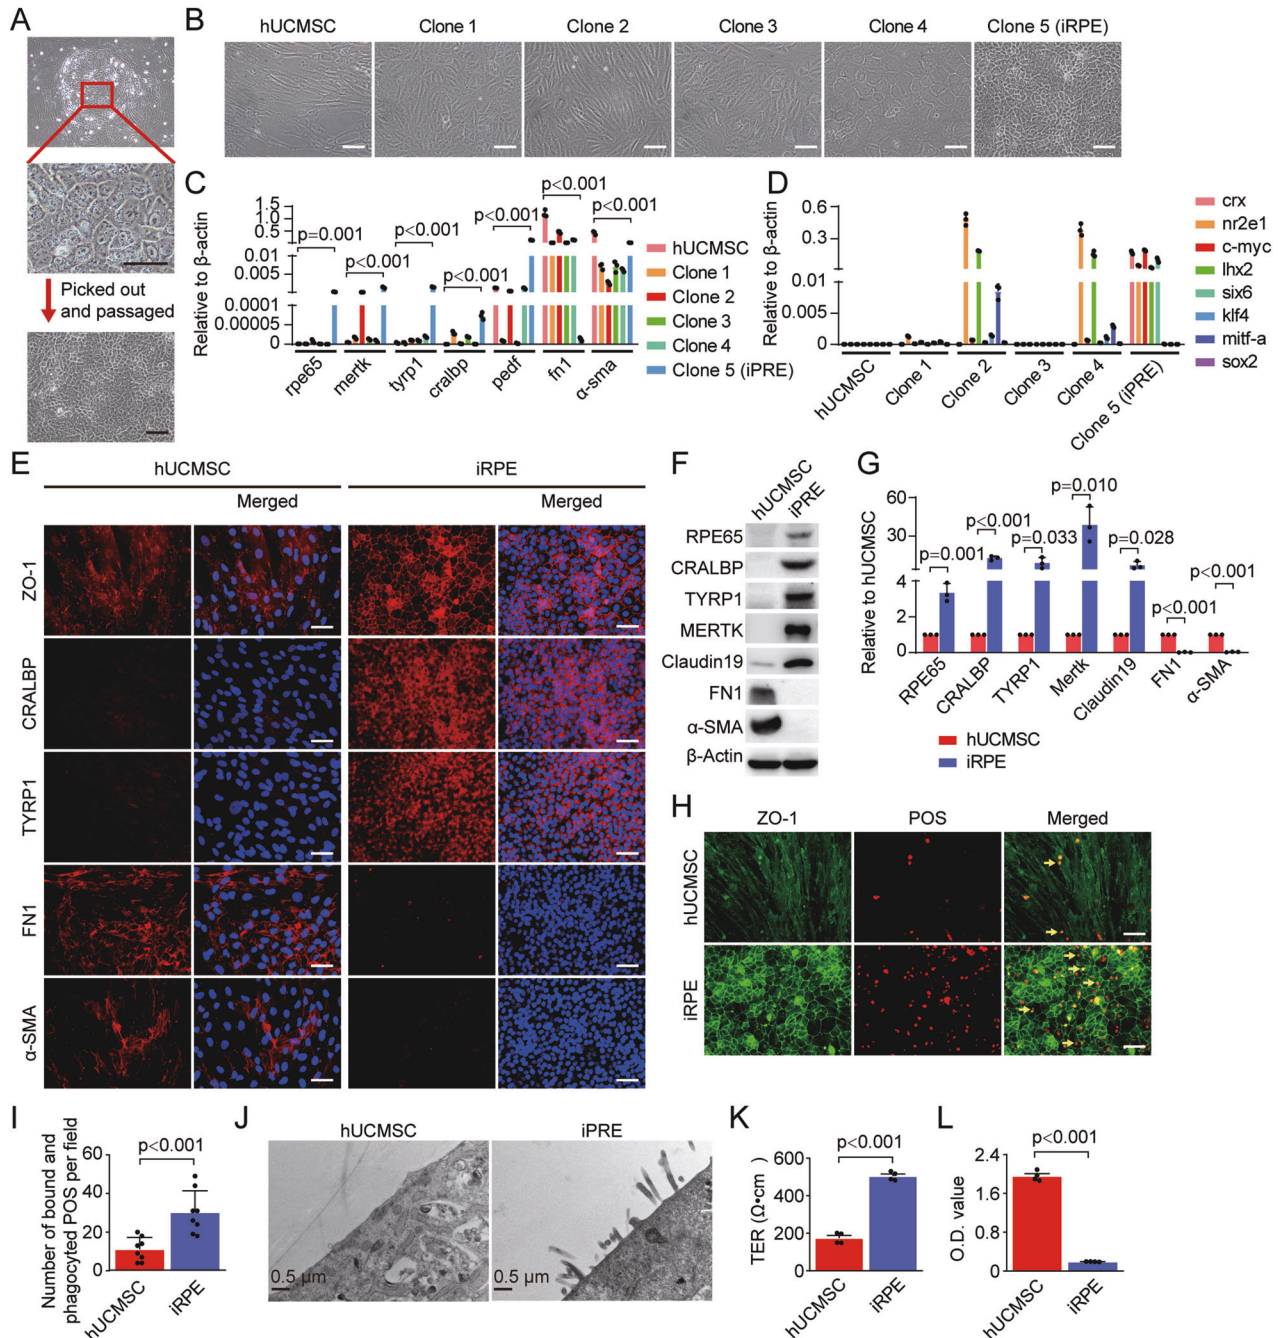 A
Picked out
and passaged
B
hUCMSC
Clone 1
Clone 2
Clone 3
Clone 4
Clone 5 (iRPE)
C
Relative to β-actin
1.5
1.0
0.5
0.01
0.005
0.0001
0.00005
0
p=0.001
p<0.001
p<0.001
p<0.001
p<0.001
p<0.001
p<0.001
rpe65
mertk
tyrp1
cralbp
pedf
fn1
α-sma
hUCMSC
Clone 1
Clone 2
Clone 3
Clone 4
Clone 5 (iPRE)
D
Relative to β-actin
0.6
0.3
0.01
0.005
0
hUCMSC
Clone 1
Clone 2
Clone 3
Clone 4
Clone 5 (iPRE)
crx
nr2e1
c-myc
lhx2
six6
klf4
mitf-a
sox2
E
hUCMSC
iRPE
Merged
Merged
ZO-1
CRALBP
TYRP1
FN1
α-SMA
F
hUCMSC
iPRE
RPE65
CRALBP
TYRP1
MERTK
Claudin19
FN1
α-SMA
β-Actin
G
Relative to hUCMSC
60
30
4
2
0
p=0.001
p<0.001
p=0.033
p=0.010
p=0.028
p<0.001
p<0.001
RPE65
CRALBP
TYRP1
Mertk
Claudin19
FN1
α-SMA
hUCMSC
iRPE
H
ZO-1
POS
Merged
hUCMSC
iRPE
I
Number of bound and
phagocyted POS per field
60
40
20
0
p<0.001
hUCMSC
iRPE
J
hUCMSC
iPRE
0.5 μm
0.5 μm
K
TER (Ω•cm )
600
400
200
0
p<0.001
hUCMSC
iRPE
L
O.D. value
2.4
1.6
0.8
0
p<0.001
hUCMSC
iRPE